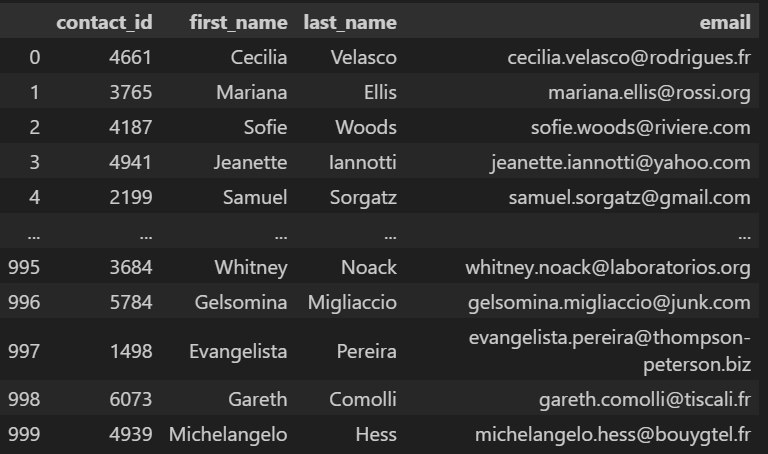 contact_id first_name last_name email
0 4661 Cecilia Velasco cecilia.velasco@rodrigues.fr
1 3765 Mariana Ellis mariana.ellis@rossi.org
2 4187 Sofie Woods sofie.woods@riviere.com
3 4941 Jeanette Iannotti jeanette.iannotti@yahoo.com
4 2199 Samuel Sorgatz samuel.sorgatz@gmail.com
... ... ... ... ...
995 3684 Whitney Noack whitney.noack@laboratorios.org
996 5784 Gelsomina Migliaccio gelsomina.migliaccio@junk.com
997 1498 Evangelista Pereira evangelista.pereira@thompson-
peterson.biz
998 6073 Gareth Comolli gareth.comolli@tiscali.fr
999 4939 Michelangelo Hess michelangelo.hess@bouygtel.fr